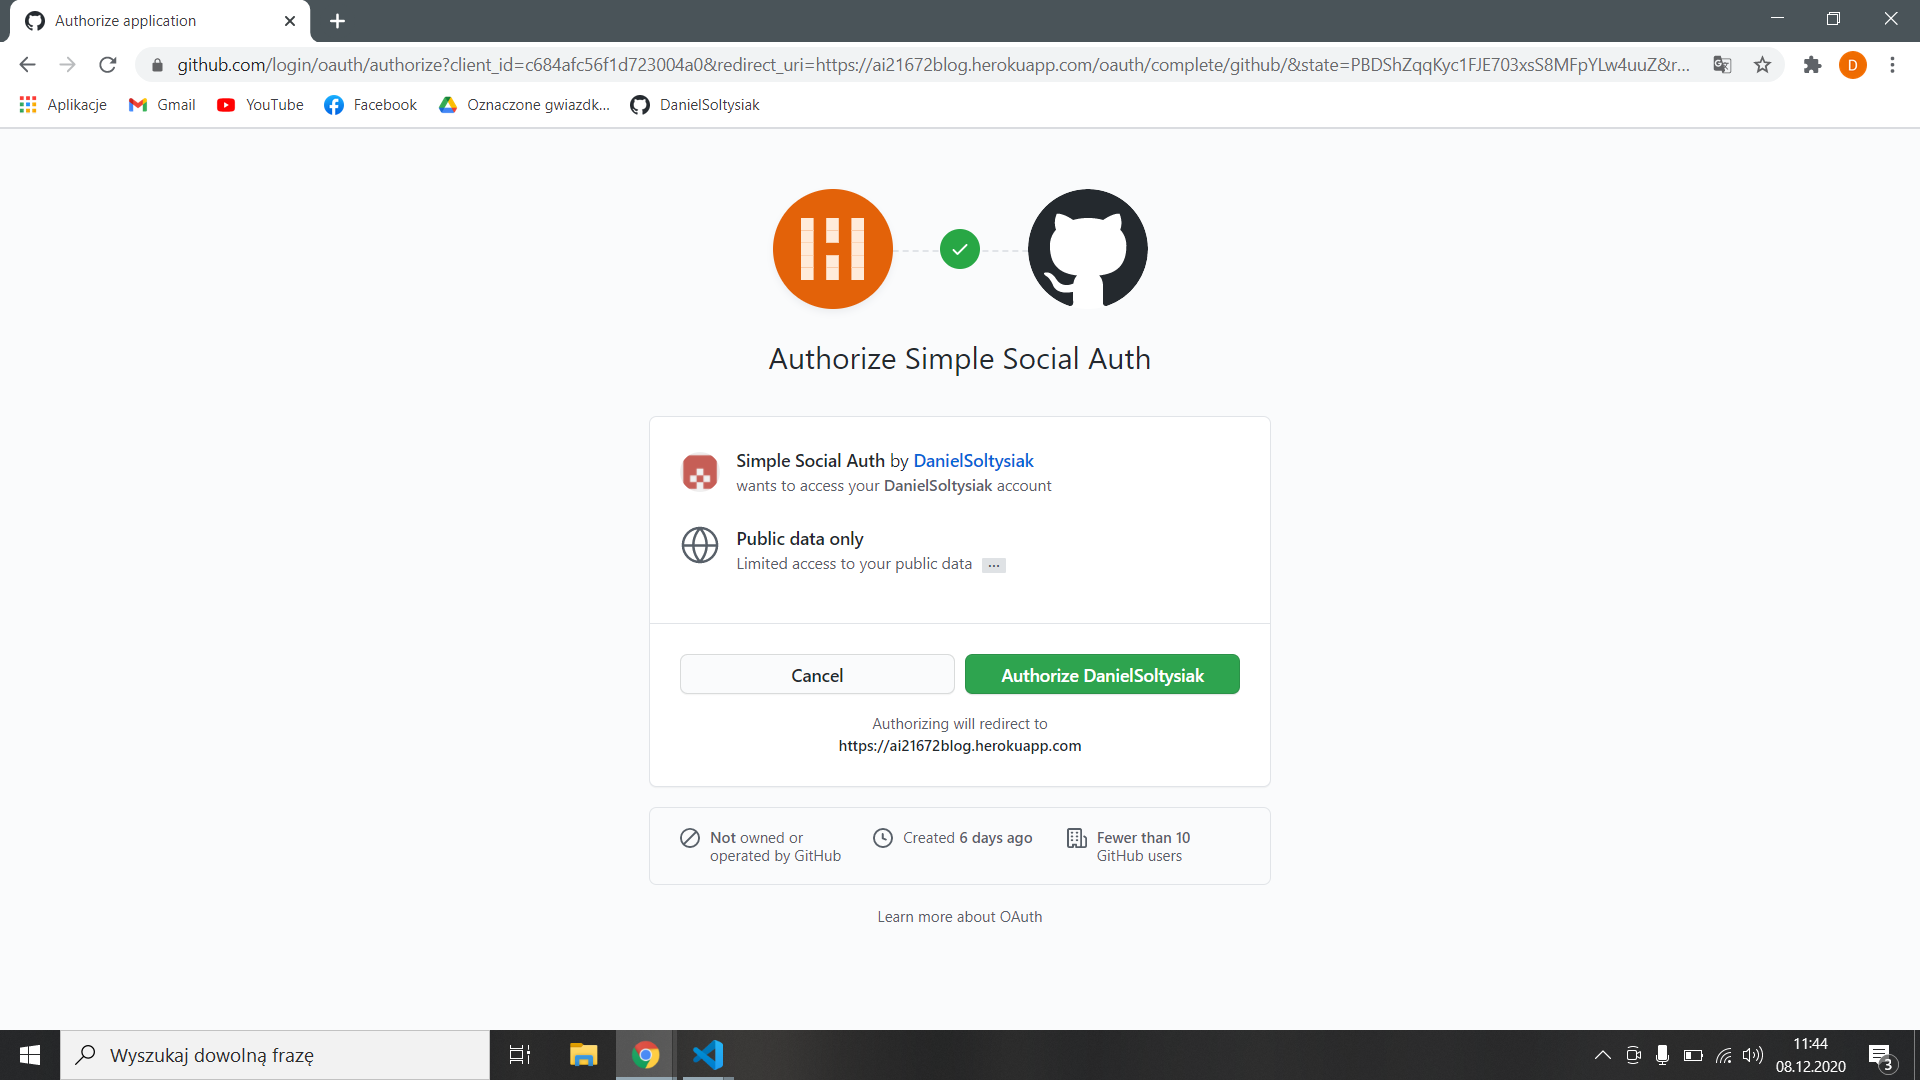 Authorize application
github.com/login/oauth/authorize?client_id=c684afc56f1d723004a0&redirect_uri=https://ai21672blog.herokuapp.com/oauth/complete/github/&state=PBDShZqqKyc1FJE703xsS8MFpYLw4uuZ&r...
D
Aplikacje
Gmail
YouTube
Facebook
Oznaczone gwiazdk...
DanielSoltysiak
Authorize Simple Social Auth
Simple Social Auth by DanielSoltysiak
wants to access your DanielSoltysiak account
Public data only
Limited access to your public data ...
Cancel
Authorize DanielSoltysiak
Authorizing will redirect to
https://ai21672blog.herokuapp.com
Not owned or
operated by GitHub
Created 6 days ago
Fewer than 10
GitHub users
Learn more about OAuth
Wyszukaj dowolną frazę
11:44
08.12.2020
3